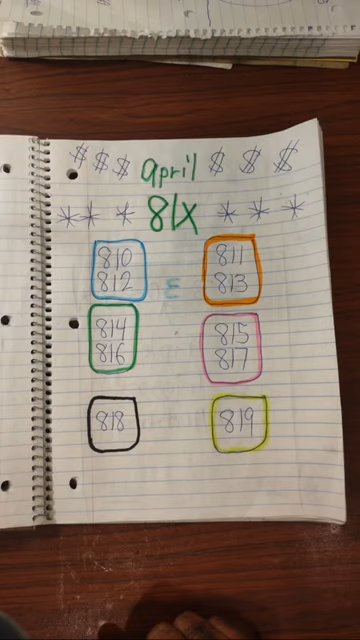 $ $ $ April $ $ $
* * * 81X * * *
810 811
812 813
814 815
816 817
818 819